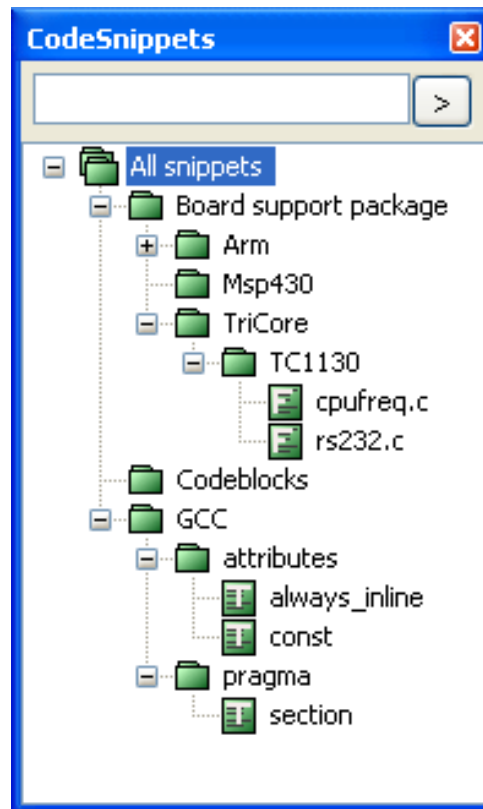 CodeSnippets
>
All snippets
Board support package
Arm
Msp430
TriCore
TC1130
cpufreq.c
rs232.c
Codeblocks
GCC
attributes
always_inline
const
pragma
section